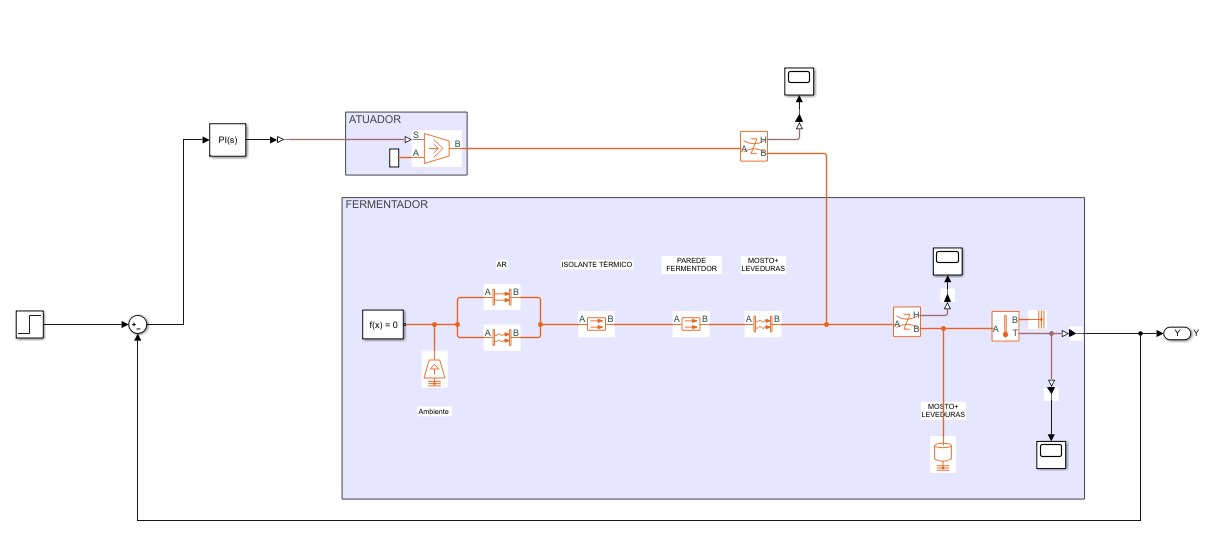 ATUADOR
PI(s)
S
A
B
H
A
B
FERMENTADOR
AR
ISOLANTE TÉRMICO
PAREDE
FERMENTDOR
MOSTO+
LEVEDURAS
A
B
f(x) = 0
A
B
A
B
A
B
A
B
H
A
B
B
A
T
+
-
Y
Y
Ambiente
MOSTO+
LEVEDURAS